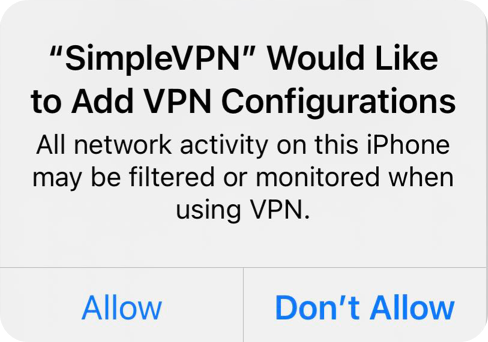 “SimpleVPN” Would Like
to Add VPN Configurations
All network activity on this iPhone
may be filtered or monitored when
using VPN.
Allow
Don’t Allow